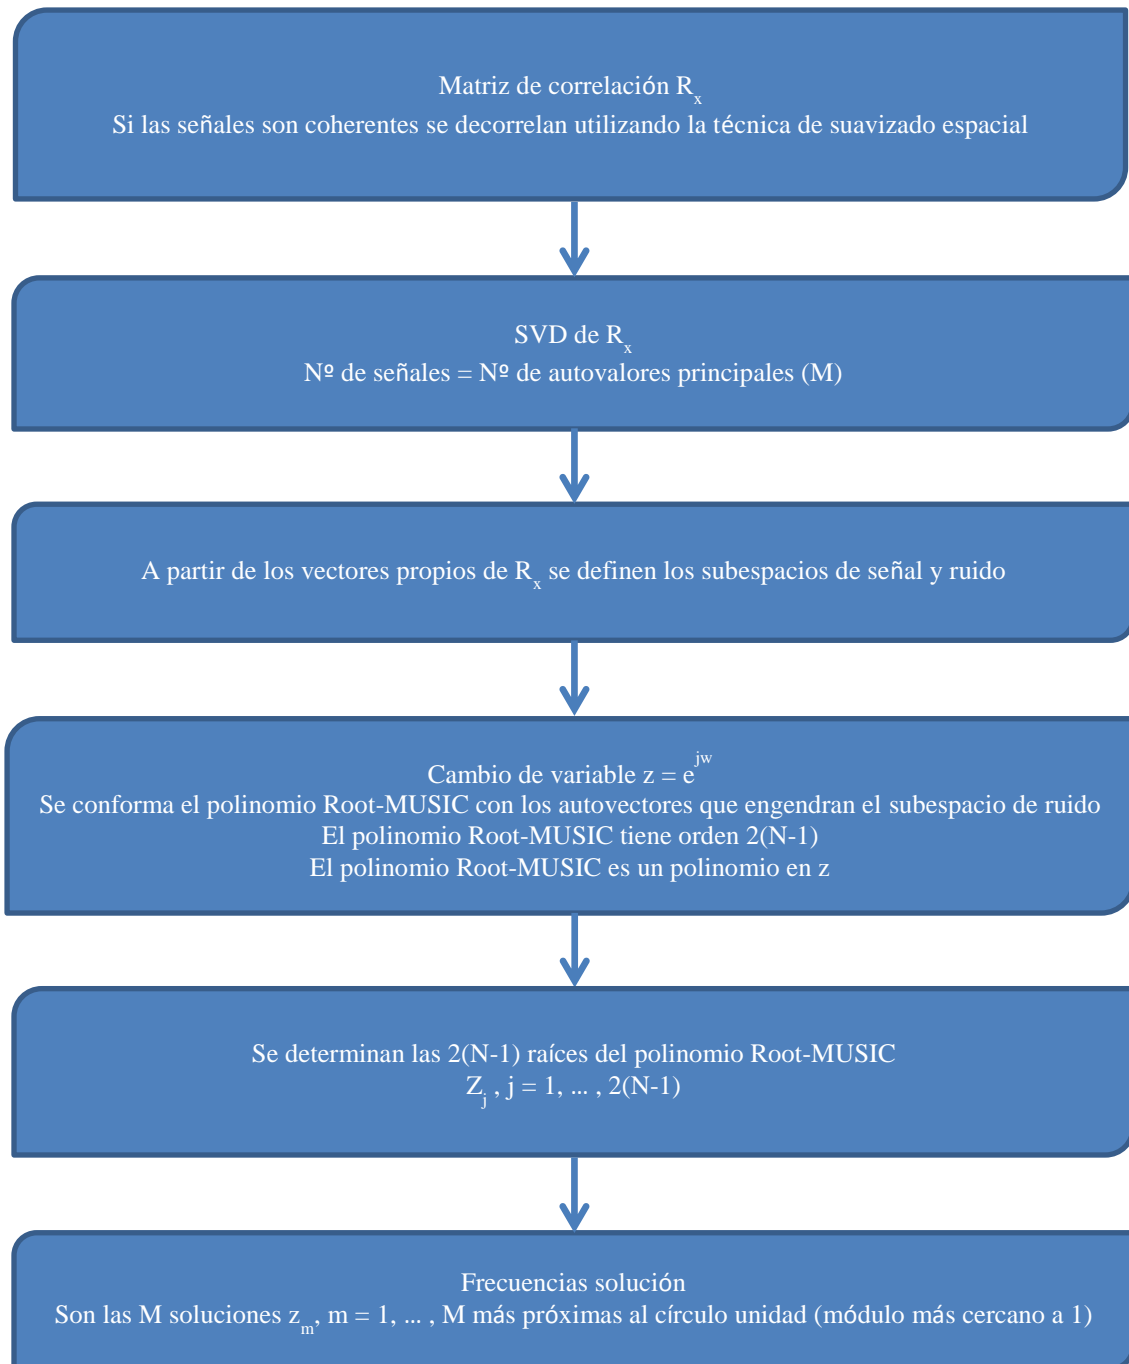 Matriz de correlación Rx
Si las señales son coherentes se decorrelan utilizando la técnica de suavizado espacial
SVD de Rx
Nº de señales = Nº de autovalores principales (M)
A partir de los vectores propios de Rx se definen los subespacios de señal y ruido
Cambio de variable z = e^jw
Se conforma el polinomio Root-MUSIC con los autovectores que engendran el subespacio de ruido
El polinomio Root-MUSIC tiene orden 2(N-1)
El polinomio Root-MUSIC es un polinomio en z
Se determinan las 2(N-1) raíces del polinomio Root-MUSIC
Zj , j = 1, ... , 2(N-1)
Frecuencias solución
Son las M soluciones zm, m = 1, ... , M más próximas al círculo unidad (módulo más cercano a 1)